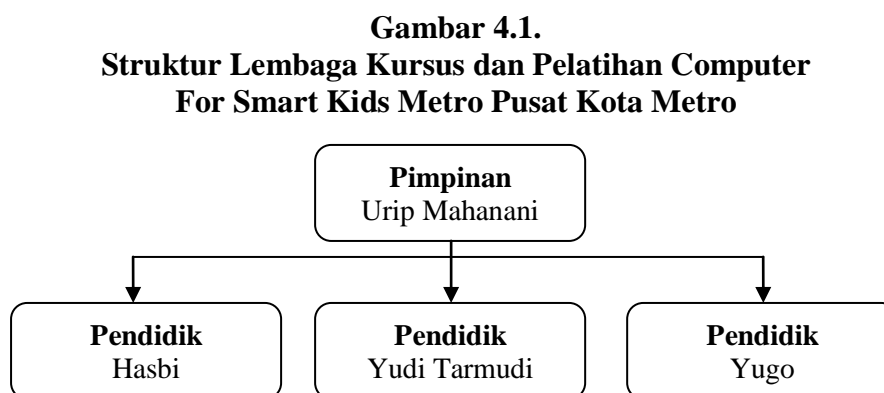 Gambar 4.1.
Struktur Lembaga Kursus dan Pelatihan Computer
For Smart Kids Metro Pusat Kota Metro
Pimpinan
Urip Mahanani
Pendidik
Hasbi
Pendidik
Yudi Tarmudi
Pendidik
Yugo